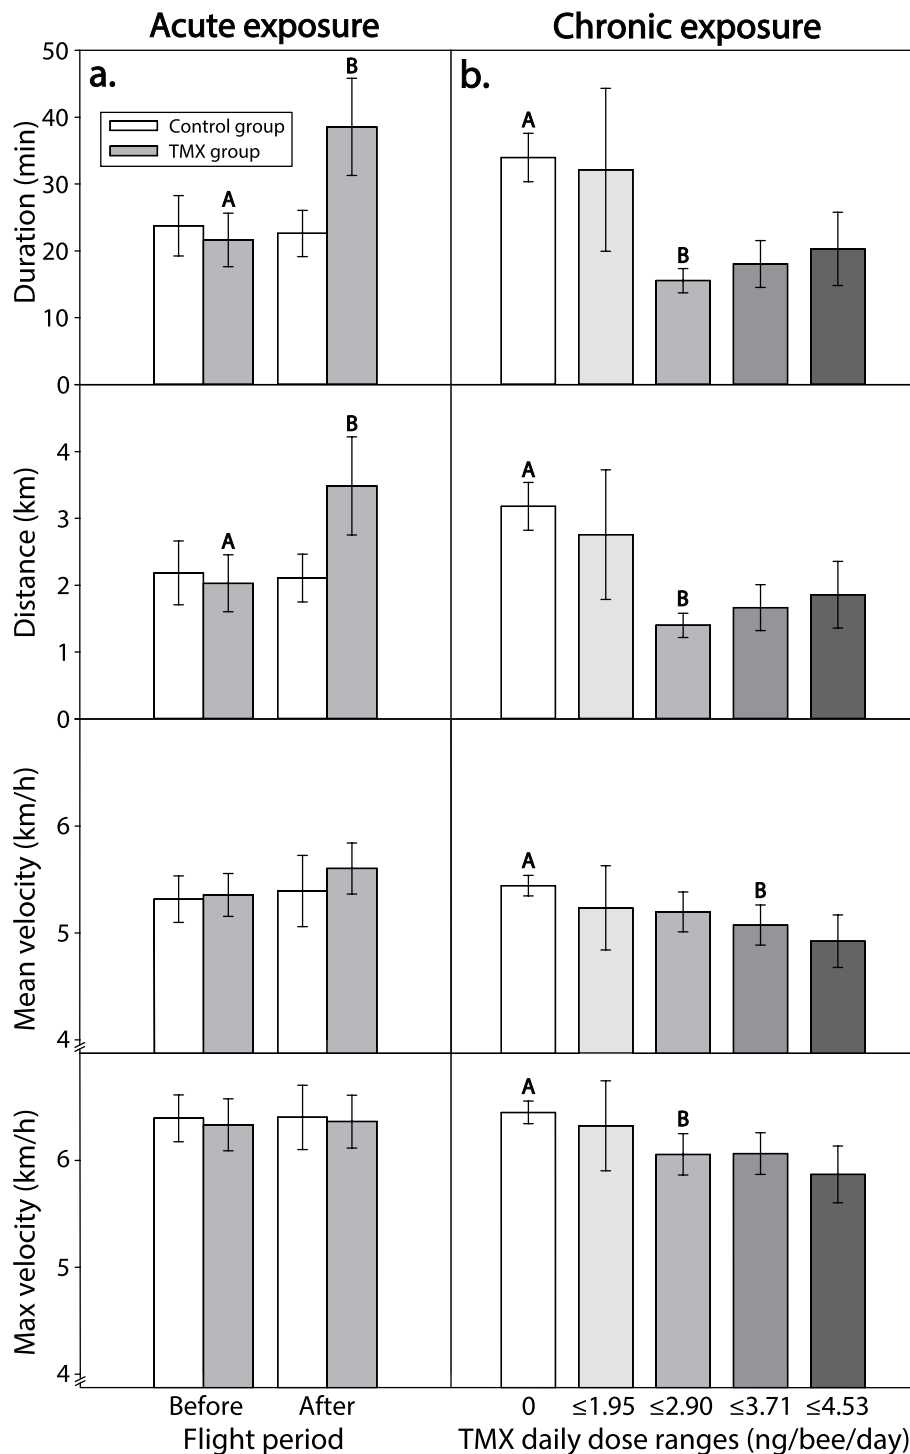 Acute exposure
Chronic exposure
a.
b.
Control group
TMX group
Duration (min)
50
40
30
20
10
0
A
B
A
B
Distance (km)
4
3
2
1
0
A
B
A
B
Mean velocity (km/h)
6
5
4
A
B
Max velocity (km/h)
6
5
4
A
B
Before
After
Flight period
0
≤1.95
≤2.90
≤3.71
≤4.53
TMX daily dose ranges (ng/bee/day)